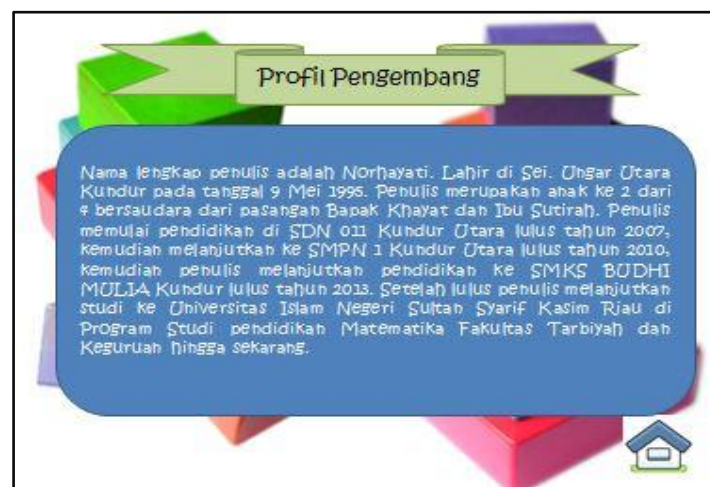 Profil Pengembang
Nama lengkap penulis adalah Norhayati. Lahir di Sei. Ungar Utara
Kundur pada tanggal 9 Mei 1995. Penulis merupakan anak ke 2 dari
4 bersaudara dari pasangan Bapak Khayat dan Ibu Sutirah. Penulis
memulai pendidikan di SDN 011 Kundur Utara lulus tahun 2007,
kemudian melanjutkan ke SMPN 1 Kundur Utara lulus tahun 2010,
kemudian penulis melanjutkan pendidikan ke SMKS BUDHI
MULIA Kundur lulus tahun 2013. Setelah lulus penulis melanjutkan
studi ke Universitas Islam Negeri Sultan Syarif Kasim Riau di
Program Studi pendidikan Matematika Fakultas Tarbiyah dan
Keguruan hingga sekarang.